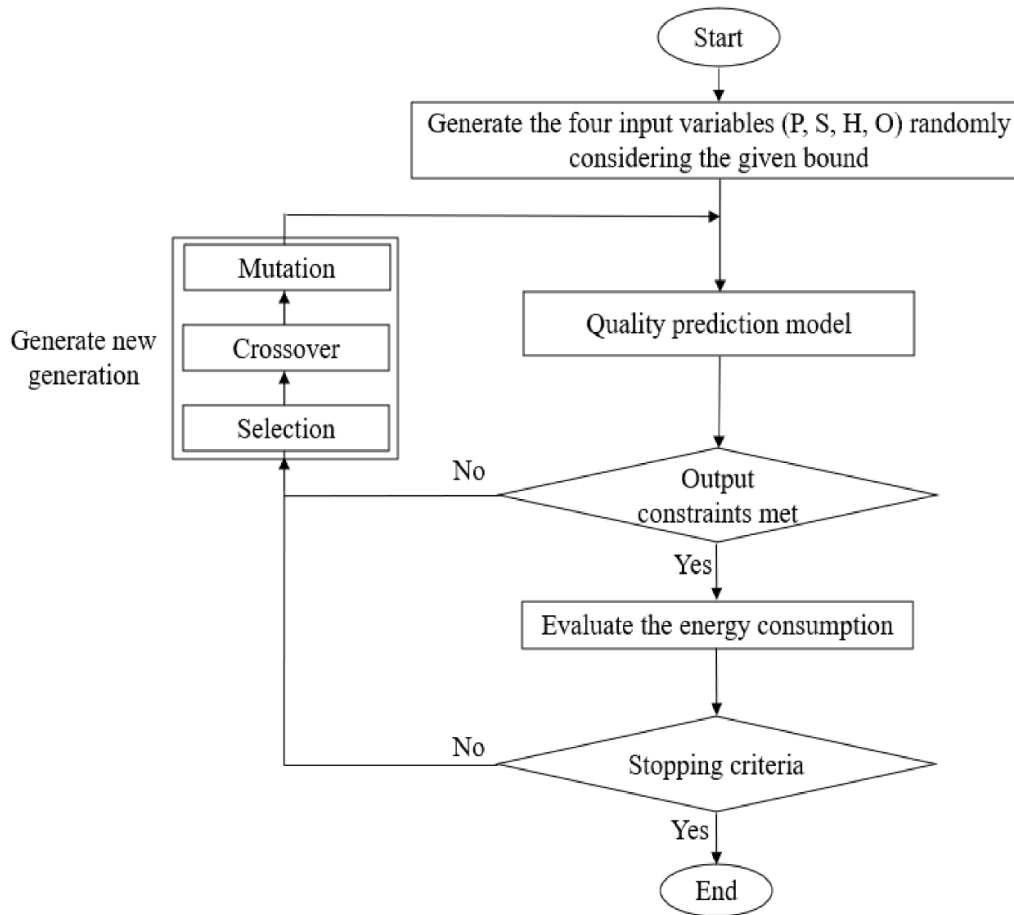 Start
Generate the four input variables (P, S, H, O) randomly
considering the given bound
Mutation
Quality prediction model
Generate new
generation
Crossover
Selection
No
Output
constraints met
Yes
Evaluate the energy consumption
No
Stopping criteria
Yes
End